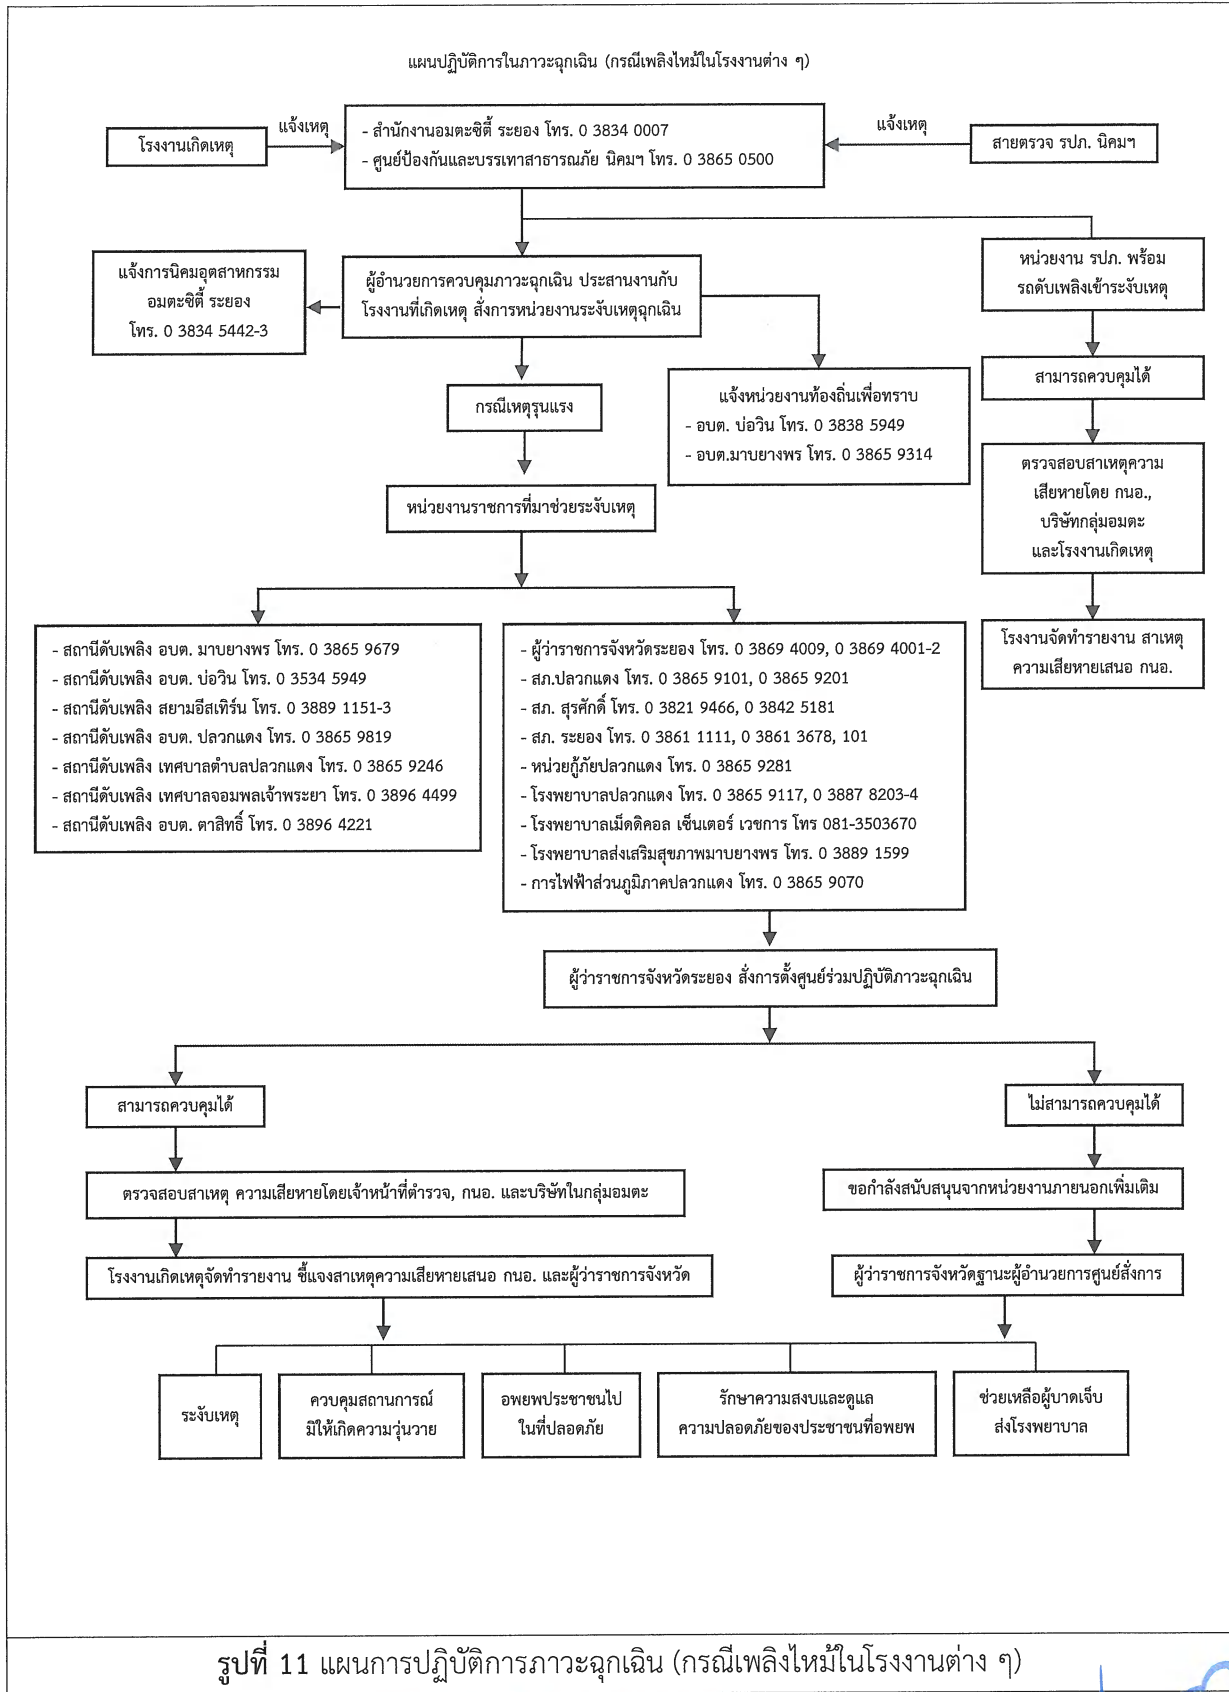 แผนปฏิบัติการในภาวะฉุกเฉิน (กรณีเพลิงไหม้ในโรงงานต่าง ๆ)
โรงงานเกิดเหตุ
แจ้งเหตุ
- สำนักงานอมตะซิตี้ ระยอง โทร. 0 3834 0007
- ศูนย์ป้องกันและบรรเทาสาธารณภัย นิคมฯ โทร. 0 3865 0500
แจ้งเหตุ
สายตรวจ รปภ. นิคมฯ
แจ้งการนิคมอุตสาหกรรม
อมตะซิตี้ ระยอง
โทร. 0 3834 5442-3
ผู้อำนวยการควบคุมภาวะฉุกเฉิน ประสานงานกับ
โรงงานที่เกิดเหตุ สั่งการหน่วยงานระงับเหตุฉุกเฉิน
หน่วยงาน รปภ. พร้อม
รถดับเพลิงเข้าระงับเหตุ
กรณีเหตุรุนแรง
แจ้งหน่วยงานท้องถิ่นเพื่อทราบ
- อบต. บ่อวิน โทร. 0 3838 5949
- อบต.มาบยางพร โทร. 0 3865 9314
สามารถควบคุมได้
หน่วยงานราชการที่มาช่วยระงับเหตุ
ตรวจสอบสาเหตุความ
เสียหายโดย กนอ.,
บริษัทกลุ่มอมตะ
และโรงงานเกิดเหตุ
โรงงานจัดทำรายงาน สาเหตุ
ความเสียหายเสนอ กนอ.
- สถานีดับเพลิง อบต. มาบยางพร โทร. 0 3865 9679
- สถานีดับเพลิง อบต. บ่อวิน โทร. 0 3534 5949
- สถานีดับเพลิง สยามอีสเทิร์น โทร. 0 3889 1151-3
- สถานีดับเพลิง อบต. ปลวกแดง โทร. 0 3865 9819
- สถานีดับเพลิง เทศบาลตำบลปลวกแดง โทร. 0 3865 9246
- สถานีดับเพลิง เทศบาลจอมพลเจ้าพระยา โทร. 0 3896 4499
- สถานีดับเพลิง อบต. ตาสิทธิ์ โทร. 0 3896 4221
- ผู้ว่าราชการจังหวัดระยอง โทร. 0 3869 4009, 0 3869 4001-2
- สภ.ปลวกแดง โทร. 0 3865 9101, 0 3865 9201
- สภ. สุรศักดิ์ โทร. 0 3821 9466, 0 3842 5181
- สภ. ระยอง โทร. 0 3861 1111, 0 3861 3678, 101
- หน่วยกู้ภัยปลวกแดง โทร. 0 3865 9281
- โรงพยาบาลปลวกแดง โทร. 0 3865 9117, 0 3887 8203-4
- โรงพยาบาลเม็ดดิคอล เซ็นเตอร์ เวชการ โทร 081-3503670
- โรงพยาบาลส่งเสริมสุขภาพมาบยางพร โทร. 0 3889 1599
- การไฟฟ้าส่วนภูมิภาคปลวกแดง โทร. 0 3865 9070
ผู้ว่าราชการจังหวัดระยอง สั่งการตั้งศูนย์ร่วมปฏิบัติภาวะฉุกเฉิน
สามารถควบคุมได้
ไม่สามารถควบคุมได้
ตรวจสอบสาเหตุ ความเสียหายโดยเจ้าหน้าที่ตำรวจ, กนอ. และบริษัทในกลุ่มอมตะ
ขอกำลังสนับสนุนจากหน่วยงานภายนอกเพิ่มเติม
โรงงานเกิดเหตุจัดทำรายงาน ชี้แจงสาเหตุความเสียหายเสนอ กนอ. และผู้ว่าราชการจังหวัด
ผู้ว่าราชการจังหวัดฐานะผู้อำนวยการศูนย์สั่งการ
ระงับเหตุ
ควบคุมสถานการณ์
มิให้เกิดความวุ่นวาย
อพยพประชาชนไป
ในที่ปลอดภัย
รักษาความสงบและดูแล
ความปลอดภัยของประชาชนที่อพยพ
ช่วยเหลือผู้บาดเจ็บ
ส่งโรงพยาบาล
รูปที่ 11 แผนการปฏิบัติการภาวะฉุกเฉิน (กรณีเพลิงไหม้ในโรงงานต่าง ๆ)